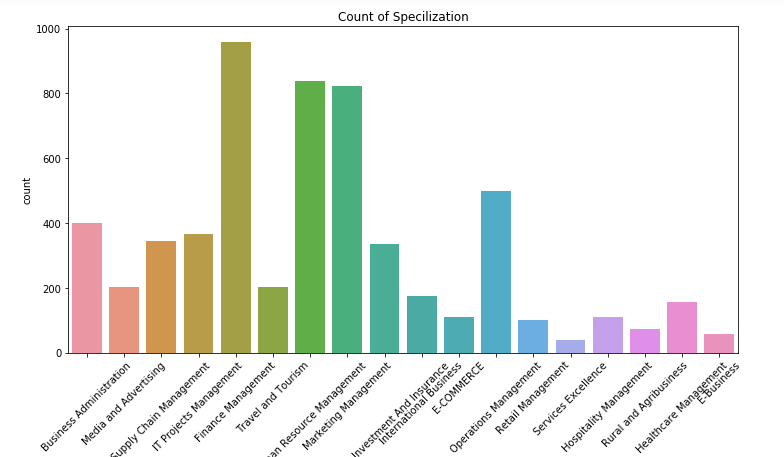 Count of Specilization
1000
800
600
400
200
0
count
Business Administration
Media and Advertising
Supply Chain Management
IT Projects Management
Finance Management
Travel and Tourism
an Resource Management
Marketing Management
Investment And Insurance
International Business
E-COMMERCE
Operations Management
Retail Management
Services Excellence
Hospitality Management
Rural and Agribusiness
Healthcare Management
E-Business